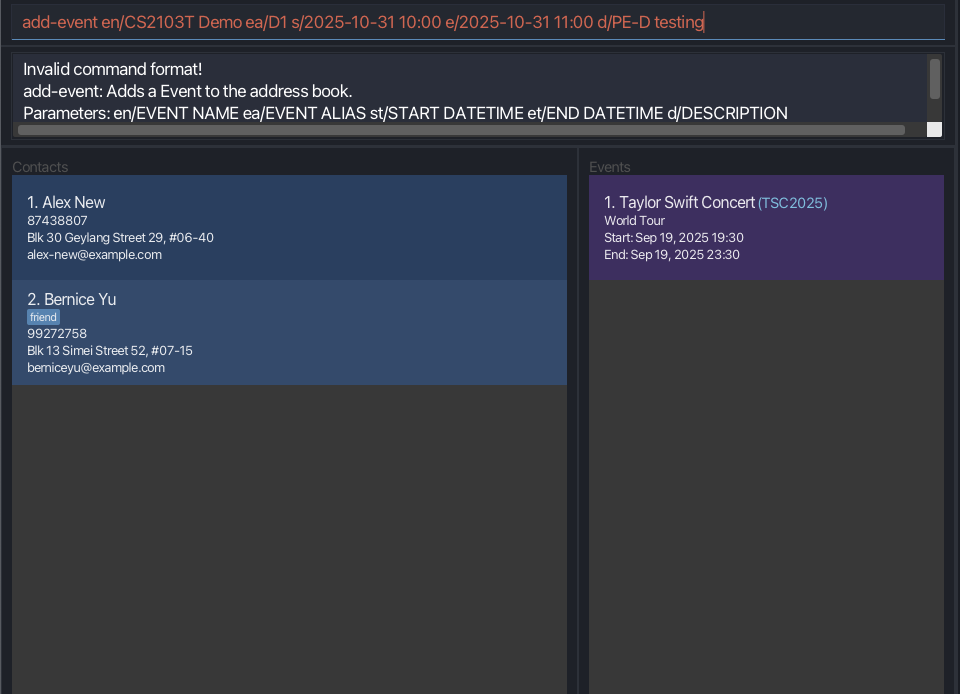 add-event en/CS2103T Demo ea/D1 s/2025-10-31 10:00 e/2025-10-31 11:00 d/PE-D testing
Invalid command format!
add-event: Adds a Event to the address book.
Parameters: en/EVENT NAME ea/EVENT ALIAS st/START DATETIME et/END DATETIME d/DESCRIPTION
Contacts
1. Alex New
87438807
Blk 30 Geylang Street 29, #06-40
alex-new@example.com
2. Bernice Yu
friend
99272758
Blk 13 Simei Street 52, #07-15
berniceyu@example.com
Events
1. Taylor Swift Concert (TSC2025)
World Tour
Start: Sep 19, 2025 19:30
End: Sep 19, 2025 23:30